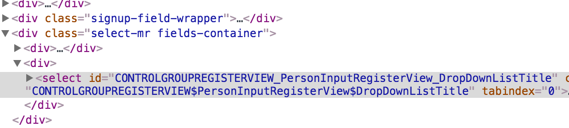 ▶<div>…</div>
▶<div class="signup-field-wrapper">…</div>
▼<div class="select-mr fields-container">
▶<div>…</div>
▼<div>
▶<select id="CONTROLGROUPREGISTERVIEW_PersonInputRegisterView_DropDownListTitle" c
"CONTROLGROUPREGISTERVIEW$PersonInputRegisterView$DropDownListTitle" tabindex="0">
</div>
</div>